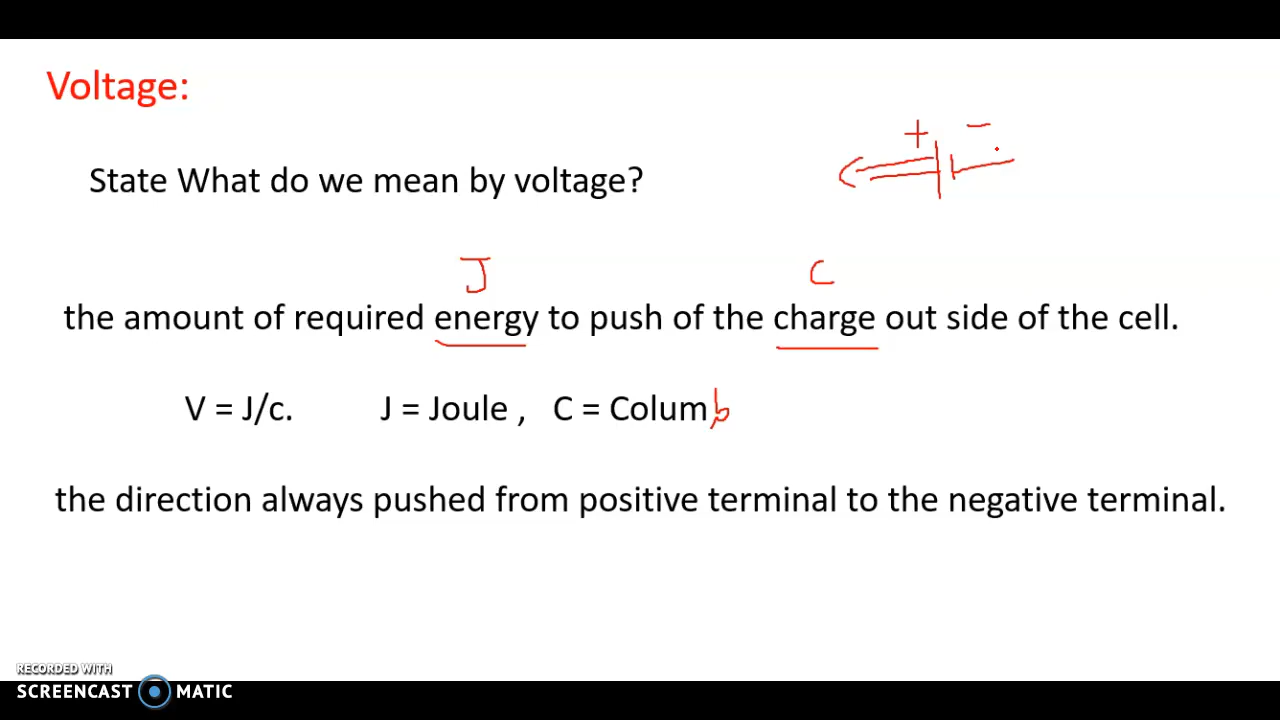 Voltage:
+ −
State What do we mean by voltage?
J C
the amount of required energy to push of the charge out side of the cell.
V = J/c. J = Joule , C = Columb
the direction always pushed from positive terminal to the negative terminal.
RECORDED WITH
SCREENCAST MATIC